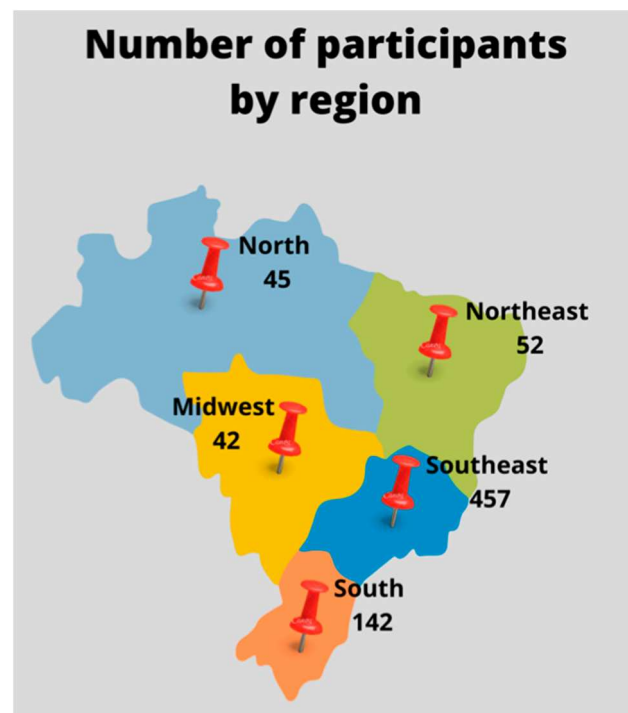 Number of participants
by region
North
45
Northeast
52
Midwest
42
Southeast
457
South
142